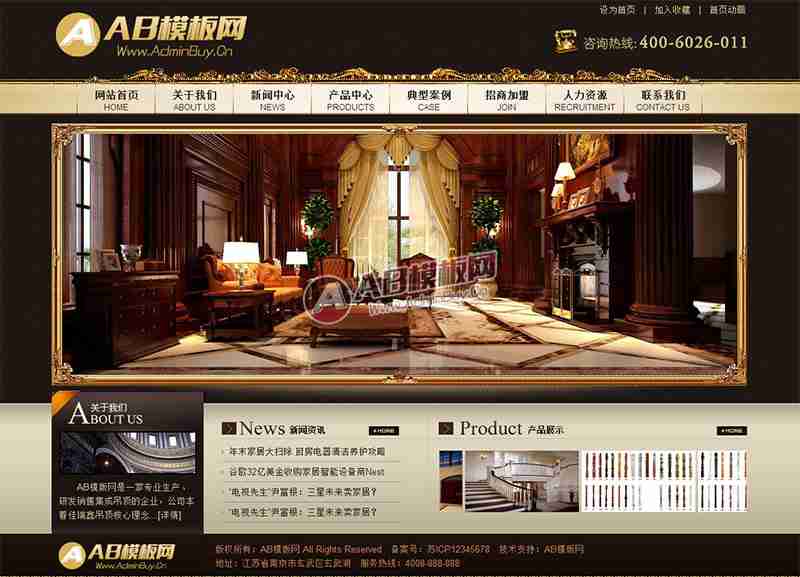 设为首页 | 加入收藏 | 首页动画
AB模板网
Www.AdminBuy.Cn
咨询热线:400-6026-011
网站首页 关于我们 新闻中心 产品中心 典型案例 招商加盟 人力资源 联系我们
HOME ABOUT US NEWS PRODUCTS CASE JOIN RECRUITMENT CONTACT US
AB模板网
关于我们
ABOUT US
AB模板网是一家专业生产、
研发销售集成吊顶的企业，公司本
着佳瑞鑫吊顶核心理念...[详情]
News 新闻资讯
HOME
年末家居大扫除 厨房电器清洁养护攻略
谷歌32亿美金收购家居智能设备商Nest
“电视先生”尹富根：三星未来卖家居？
“电视先生”尹富根：三星未来卖家居？
Product 产品展示
HOME
AB模板网
Www.AdminBuy.Cn
版权所有：AB模板网 All Rights Reserved 备案号：苏ICP12345678 技术支持：AB模板网
地址：江苏省南京市玄武区玄武湖 服务热线：4008-888-888